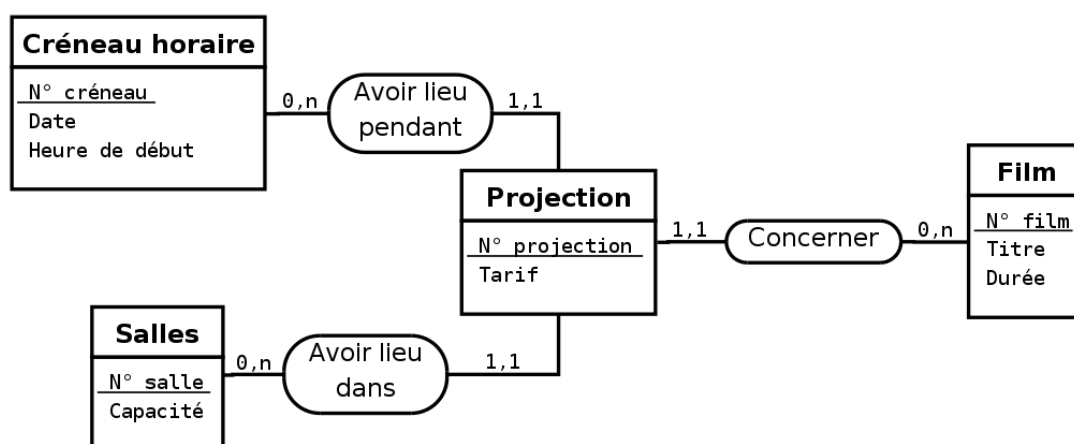 Créneau horaire
N° créneau
Date
Heure de début
0,n
Avoir lieu
pendant
1,1
Projection
N° projection
Tarif
1,1
Concerner
0,n
Film
N° film
Titre
Durée
Salles
N° salle
Capacité
0,n
Avoir lieu
dans
1,1